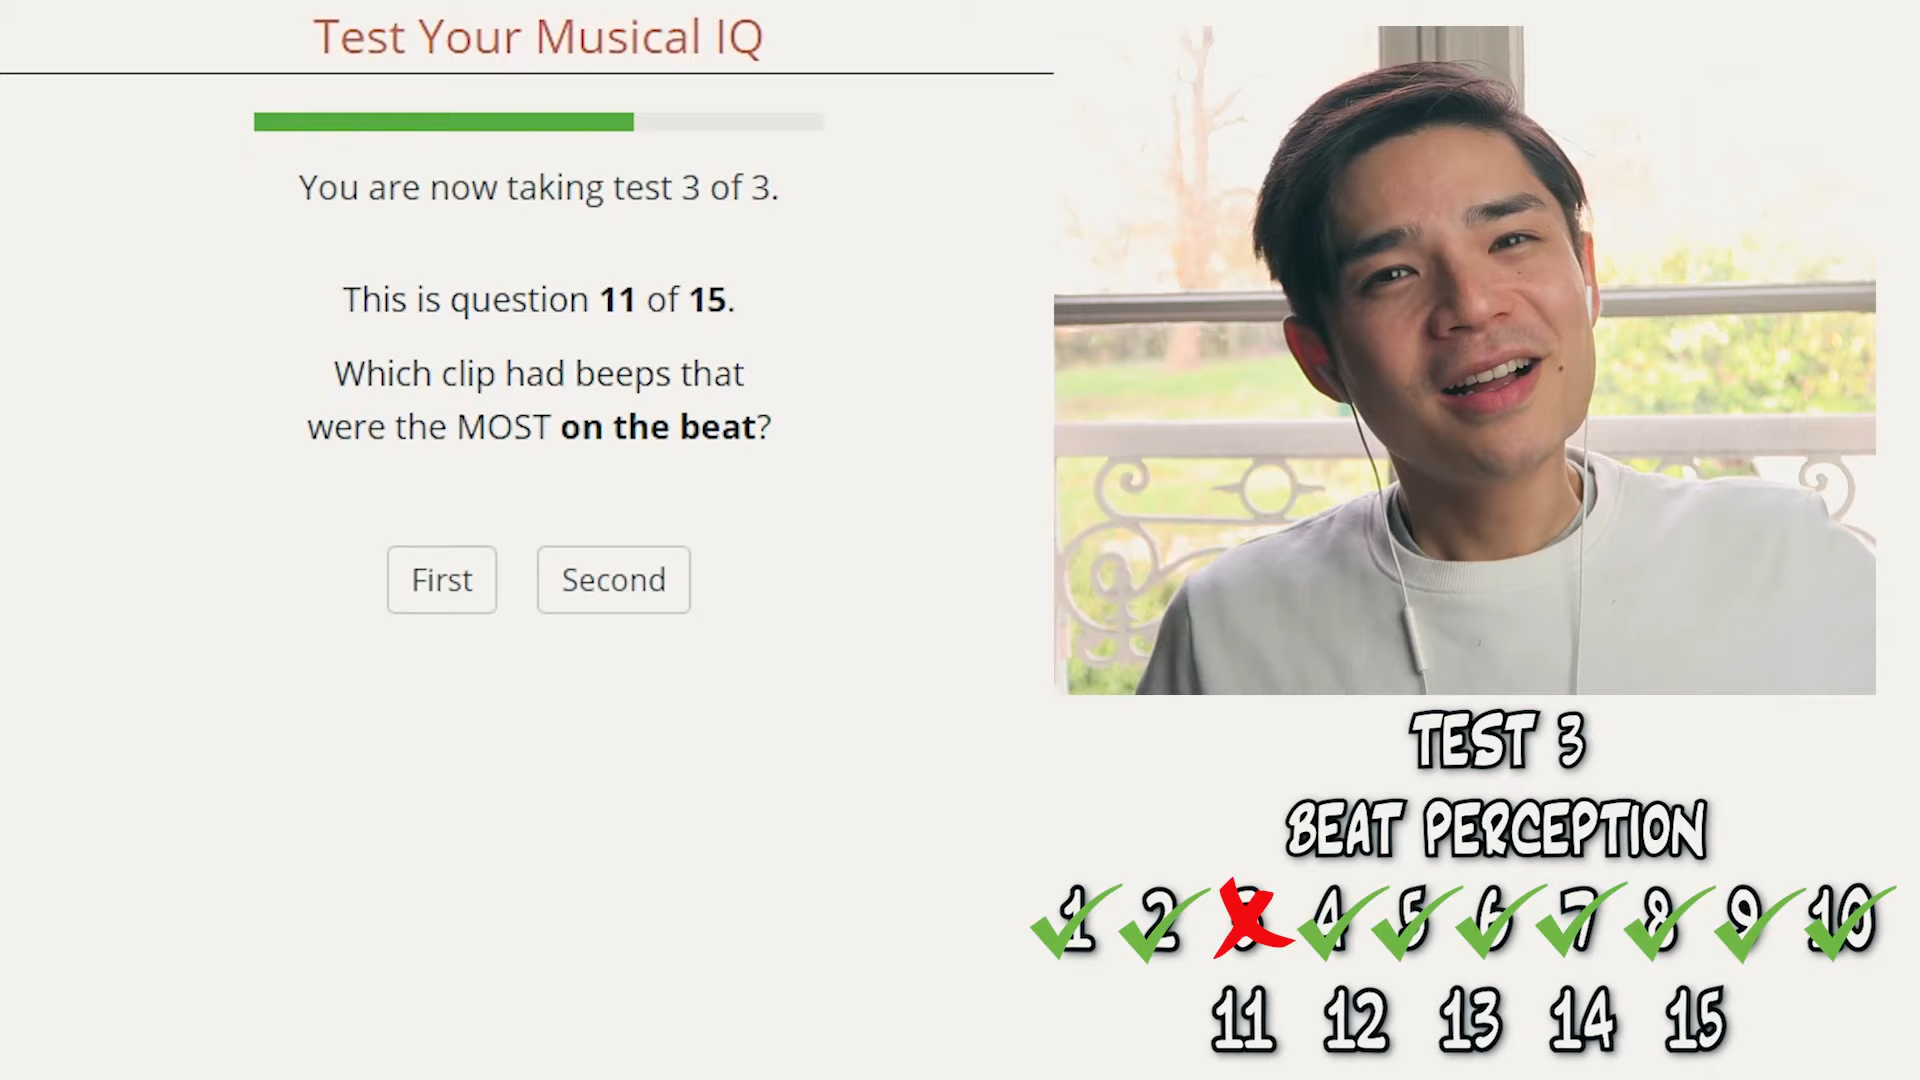 Test Your Musical IQ
You are now taking test 3 of 3.
This is question 11 of 15.
Which clip had beeps that
were the MOST on the beat?
First Second
TEST 3
BEAT PERCEPTION
1 2 3 4 5 6 7 8 9 10
11 12 13 14 15